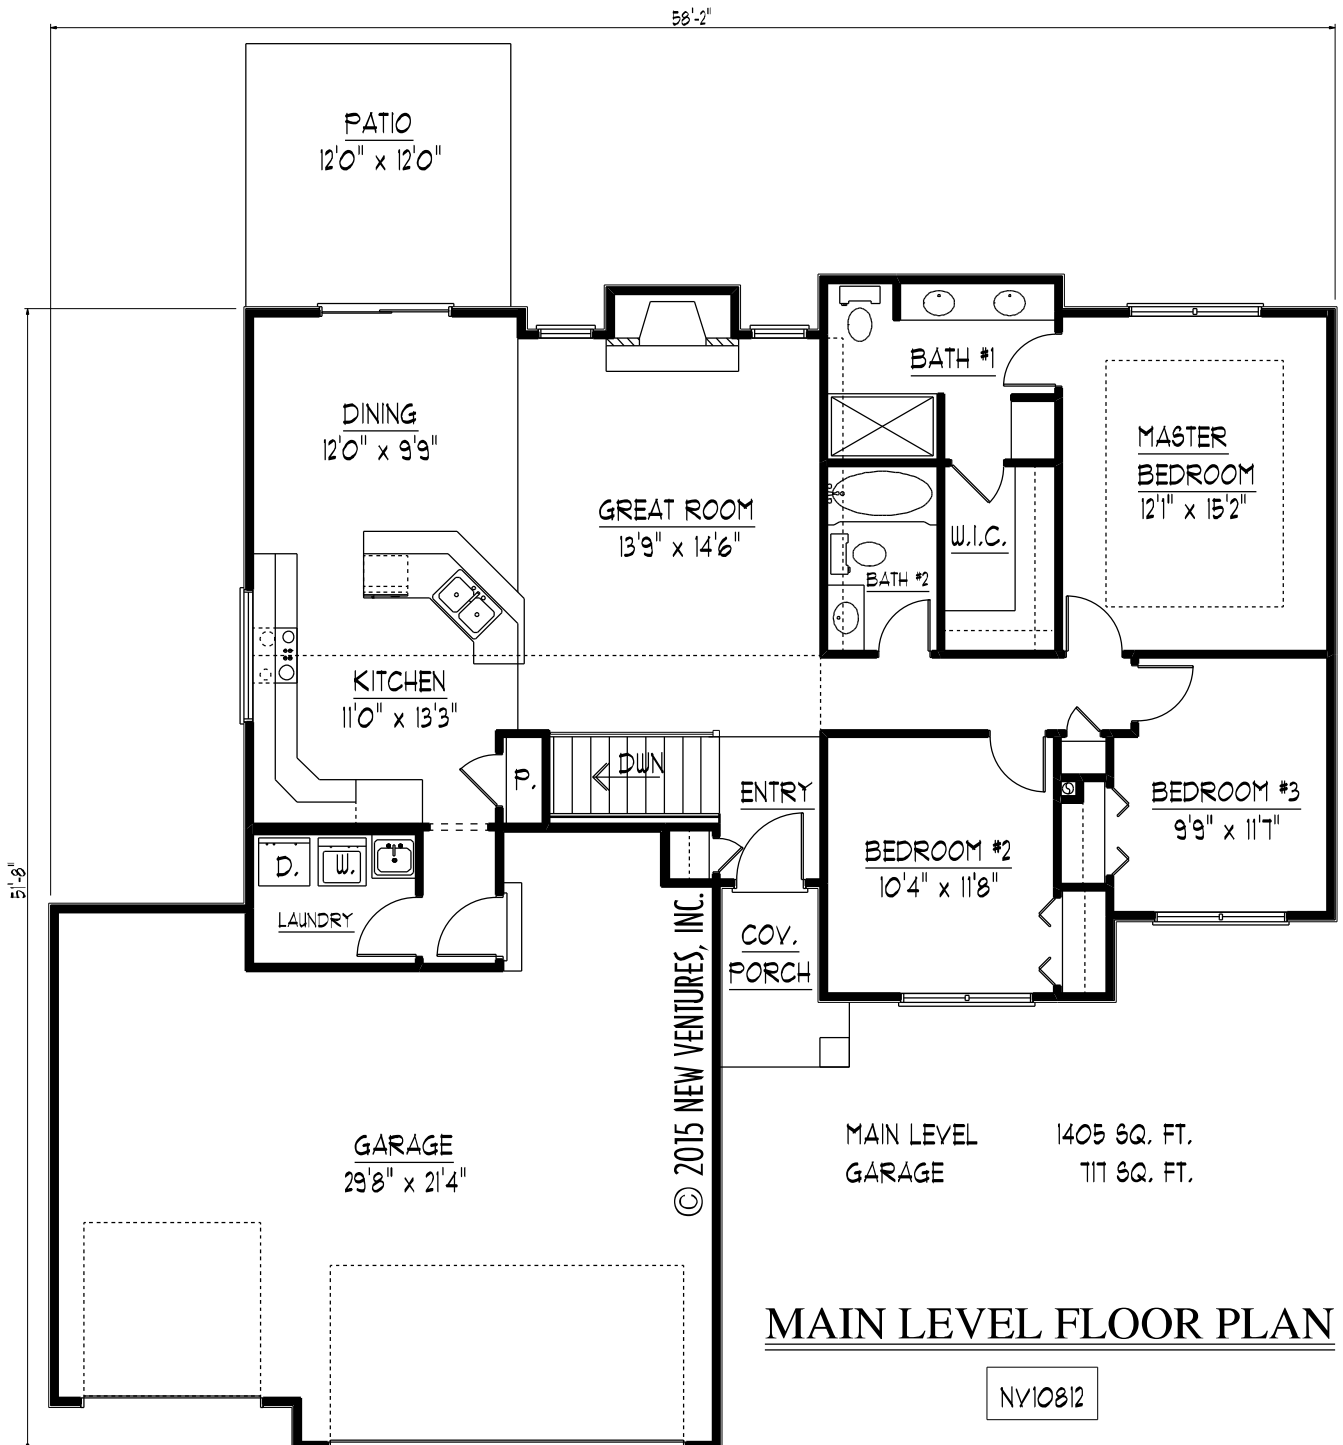 58'-2"
PATIO
12'0" x 12'0"
DINING
12'0" x 9'9"
BATH #1
MASTER
BEDROOM
12'1" x 15'2"
GREAT ROOM
13'9" x 14'6"
W.I.C.
BATH #2
KITCHEN
11'0" x 13'3"
P.
DWN
ENTRY
BEDROOM #3
9'9" x 11'7"
BEDROOM #2
10'4" x 11'8"
D.
W.
LAUNDRY
51'-8"
COV.
PORCH
© 2015 NEW VENTURES, INC.
GARAGE
29'8" x 21'4"
MAIN LEVEL 1405 SQ. FT.
GARAGE 717 SQ. FT.
MAIN LEVEL FLOOR PLAN
NV10812